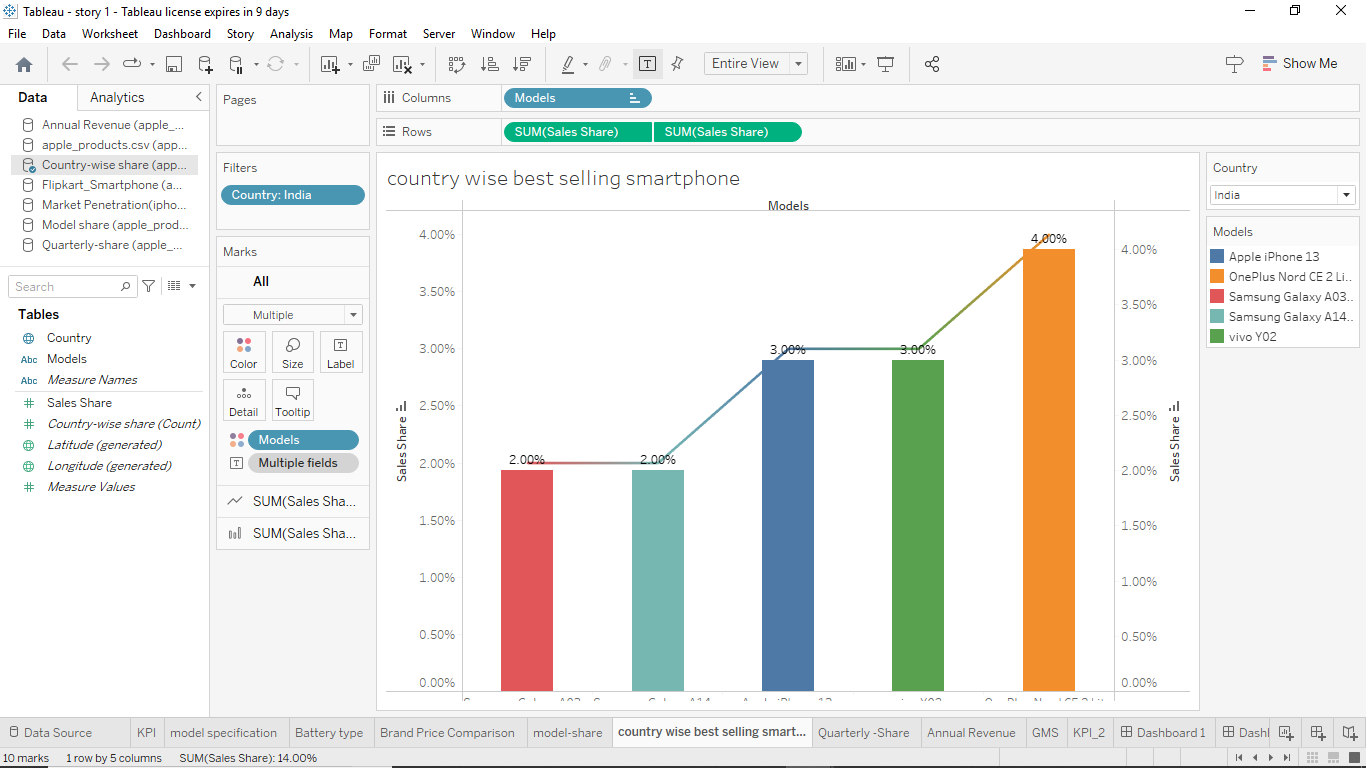 Tableau - story 1 - Tableau license expires in 9 days
File Data Worksheet Dashboard Story Analysis Map Format Server Window Help
Entire View
Show Me
Data Analytics
Annual Revenue (apple_...
apple_products.csv (app...
Country-wise share (app...
Flipkart_Smartphone (a...
Market Penetration(ipho...
Model share (apple_prod...
Quarterly-share (apple_...
Search
Tables
Country
Abc Models
Abc Measure Names
Sales Share
Country-wise share (Count)
Latitude (generated)
Longitude (generated)
Measure Values
Pages
Filters
Country: India
Marks
All
Multiple
Color Size Label
Detail Tooltip
Models
Multiple fields
SUM(Sales Sha...
SUM(Sales Sha...
Columns Models
Rows SUM(Sales Share) SUM(Sales Share)
country wise best selling smartphone
Models
Sales Share
4.00%
3.50%
3.00%
2.50%
2.00%
1.50%
1.00%
0.50%
0.00%
2.00% 2.00% 3.00% 3.00% 4.00%
4.00%
3.50%
3.00%
2.50%
2.00%
1.50%
1.00%
0.50%
0.00%
Sales Share
Country
India
Models
Apple iPhone 13
OnePlus Nord CE 2 Li..
Samsung Galaxy A03..
Samsung Galaxy A14..
vivo Y02
Data Source KPI model specification Battery type Brand Price Comparison model-share country wise best selling smart... Quarterly -Share Annual Revenue GMS KPI_2 Dashboard 1 Dashl
10 marks 1 row by 5 columns SUM(Sales Share): 14.00%